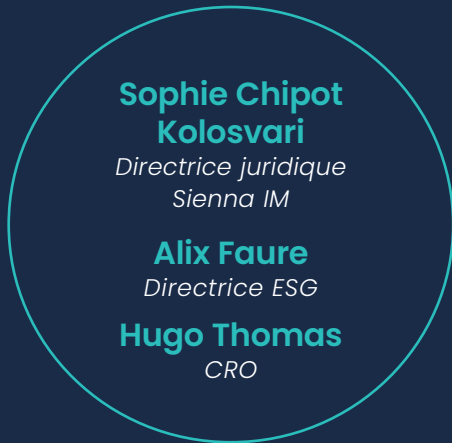 Sophie Chipot
Kolosvari
Directrice juridique
Sienna IM
Alix Faure
Directrice ESG
Hugo Thomas
CRO